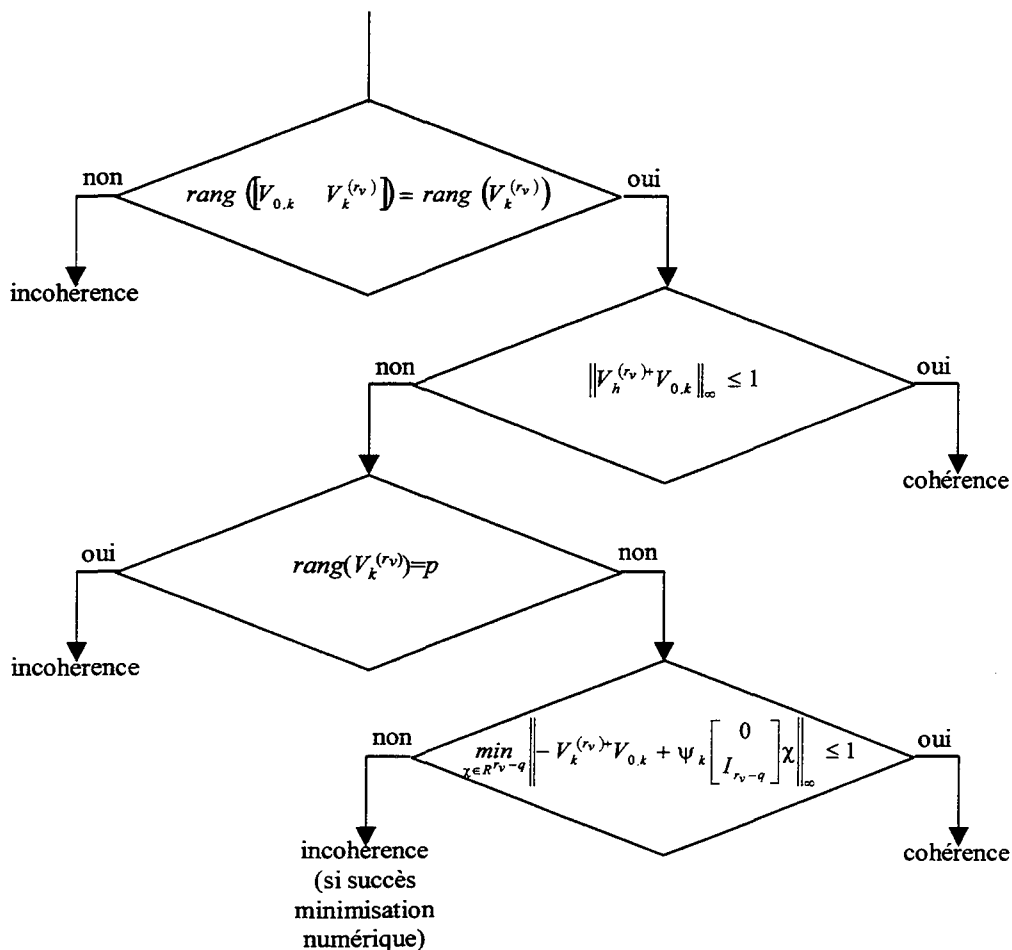 non
rang ([V_{0,k} V_k^{(r_v)}]) = rang (V_k^{(r_v)})
oui
incohérence
non
‖V_h^{(r_v)+} V_{0,k}‖_∞ ≤ 1
oui
cohérence
oui
rang(V_k^{(r_v)})=p
non
incohérence
non
min_{χ∈R^{r_v-q}} ‖- V_k^{(r_v)+} V_{0,k} + ψ_k [0 I_{r_v-q}] χ‖_∞ ≤ 1
oui
incohérence
(si succès
minimisation
numérique)
cohérence